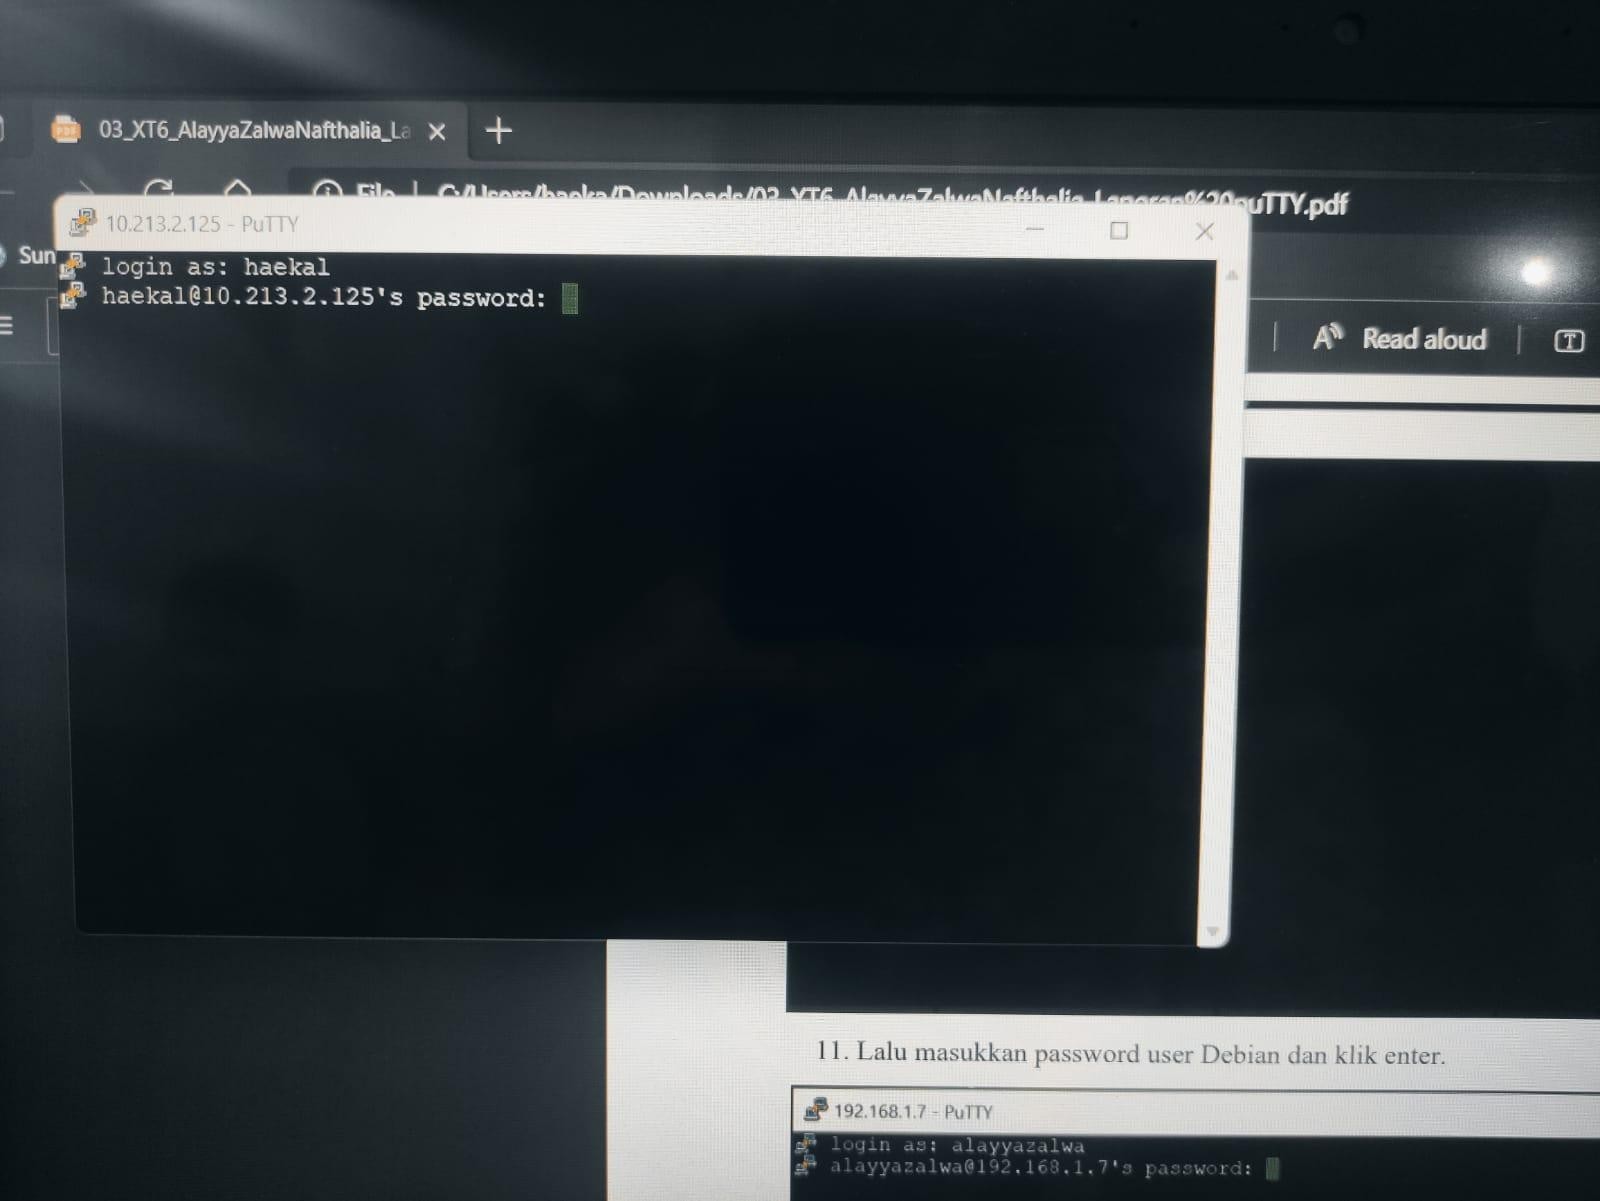 03_XT6_AlayyaZalwaNafthalia_La
File
C:/Users/haeka/Downloads/03_XT6_AlayyaZalwaNafthalia_Laporan%20puTTY.pdf
10.213.2.125 - PuTTY
Sun
login as: haekal
haekal@10.213.2.125's password:
Read aloud
11. Lalu masukkan password user Debian dan klik enter.
192.168.1.7 - PuTTY
login as: alayyazalwa
alayyazalwa@192.168.1.7's password: